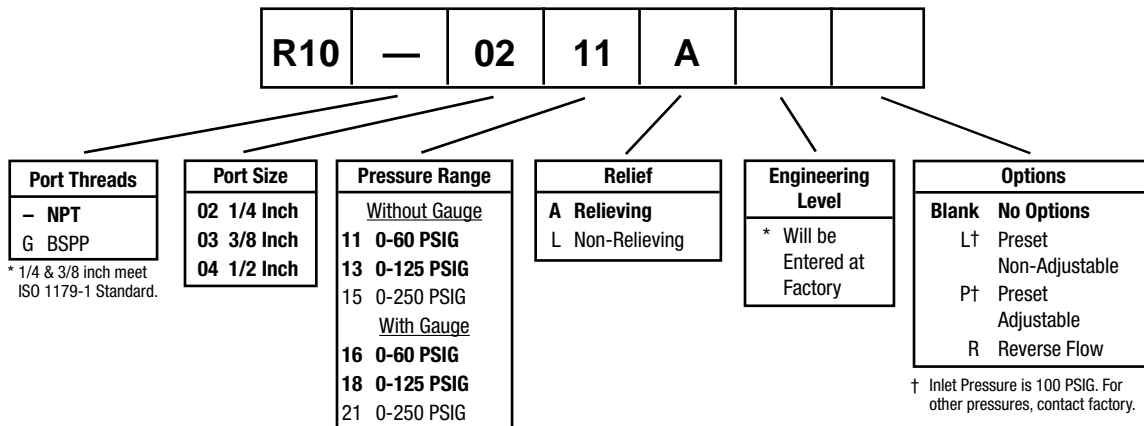 R10 — 02 11 A
Port Threads
– NPT
G BSPP
* 1/4 & 3/8 inch meet
ISO 1179-1 Standard.
Port Size
02 1/4 Inch
03 3/8 Inch
04 1/2 Inch
Pressure Range
Without Gauge
11 0-60 PSIG
13 0-125 PSIG
15 0-250 PSIG
With Gauge
16 0-60 PSIG
18 0-125 PSIG
21 0-250 PSIG
Relief
A Relieving
L Non-Relieving
Engineering
Level
* Will be
Entered at
Factory
Options
Blank No Options
L† Preset
Non-Adjustable
P† Preset
Adjustable
R Reverse Flow
† Inlet Pressure is 100 PSIG. For
other pressures, contact factory.